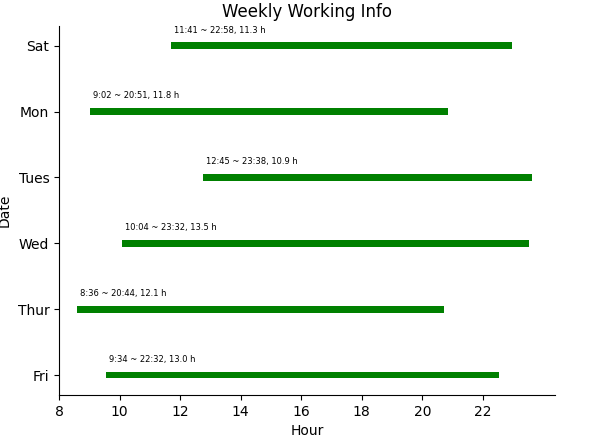 Weekly Working Info
Sat
11:41 ~ 22:58, 11.3 h
Mon
9:02 ~ 20:51, 11.8 h
Tues
12:45 ~ 23:38, 10.9 h
Wed
10:04 ~ 23:32, 13.5 h
Thur
8:36 ~ 20:44, 12.1 h
Fri
9:34 ~ 22:32, 13.0 h
Date
8 10 12 14 16 18 20 22
Hour